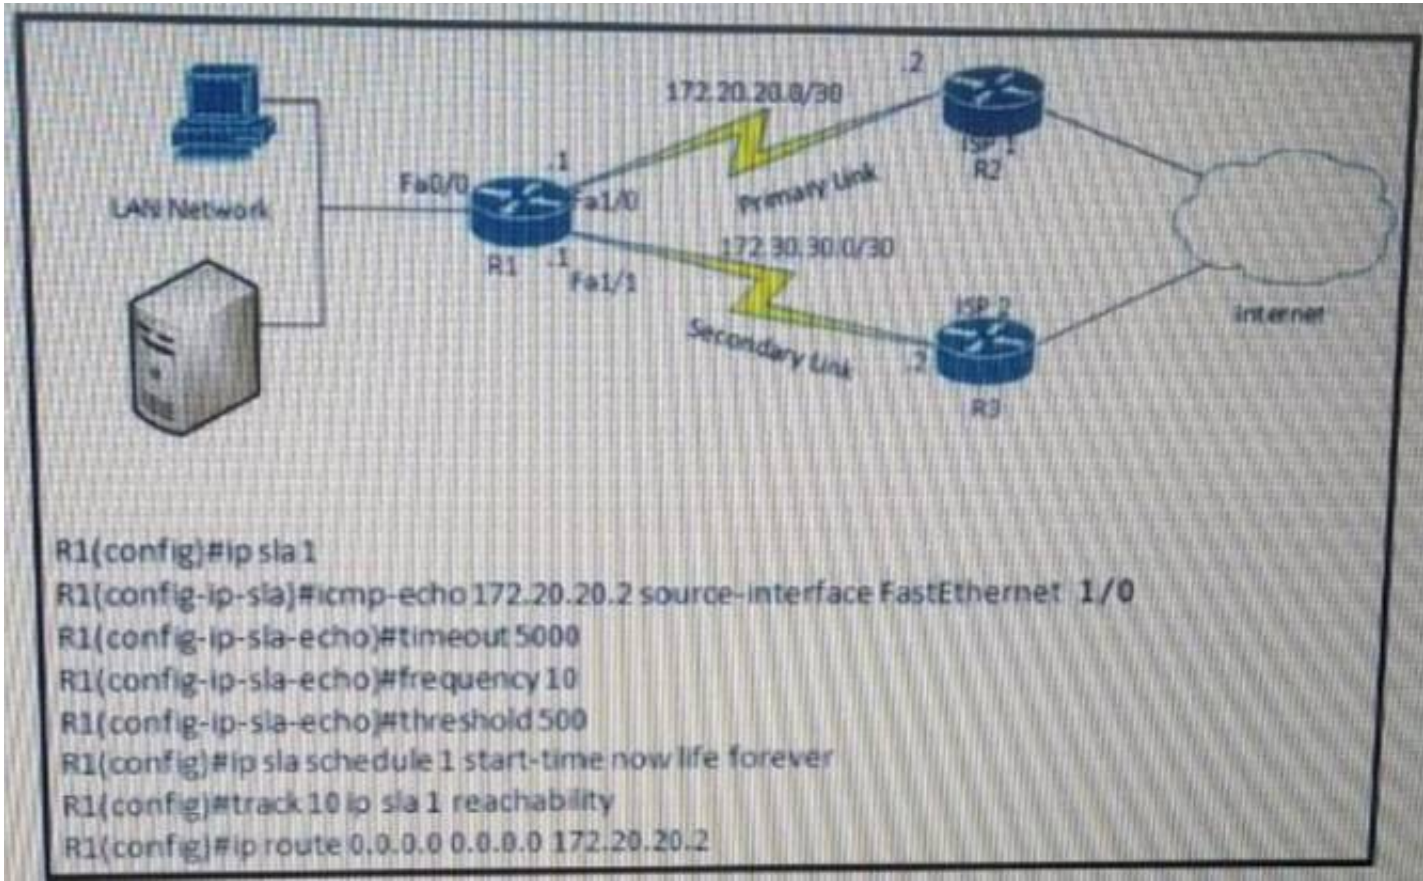 .2
172.20.20.0/30
.1
ISP 1
Fa0/0
Fa1/0
Primary Link
R2
LAN Network
172.30.30.0/30
R1
.1
Fa1/1
ISP 2
Internet
Secondary Link
.2
R3
R1(config)#ip sla 1
R1(config-ip-sla)#icmp-echo 172.20.20.2 source-interface FastEthernet 1/0
R1(config-ip-sla-echo)#timeout 5000
R1(config-ip-sla-echo)#frequency 10
R1(config-ip-sla-echo)#threshold 500
R1(config)#ip sla schedule 1 start-time now life forever
R1(config)#track 10 ip sla 1 reachability
R1(config)#ip route 0.0.0.0 0.0.0.0 172.20.20.2